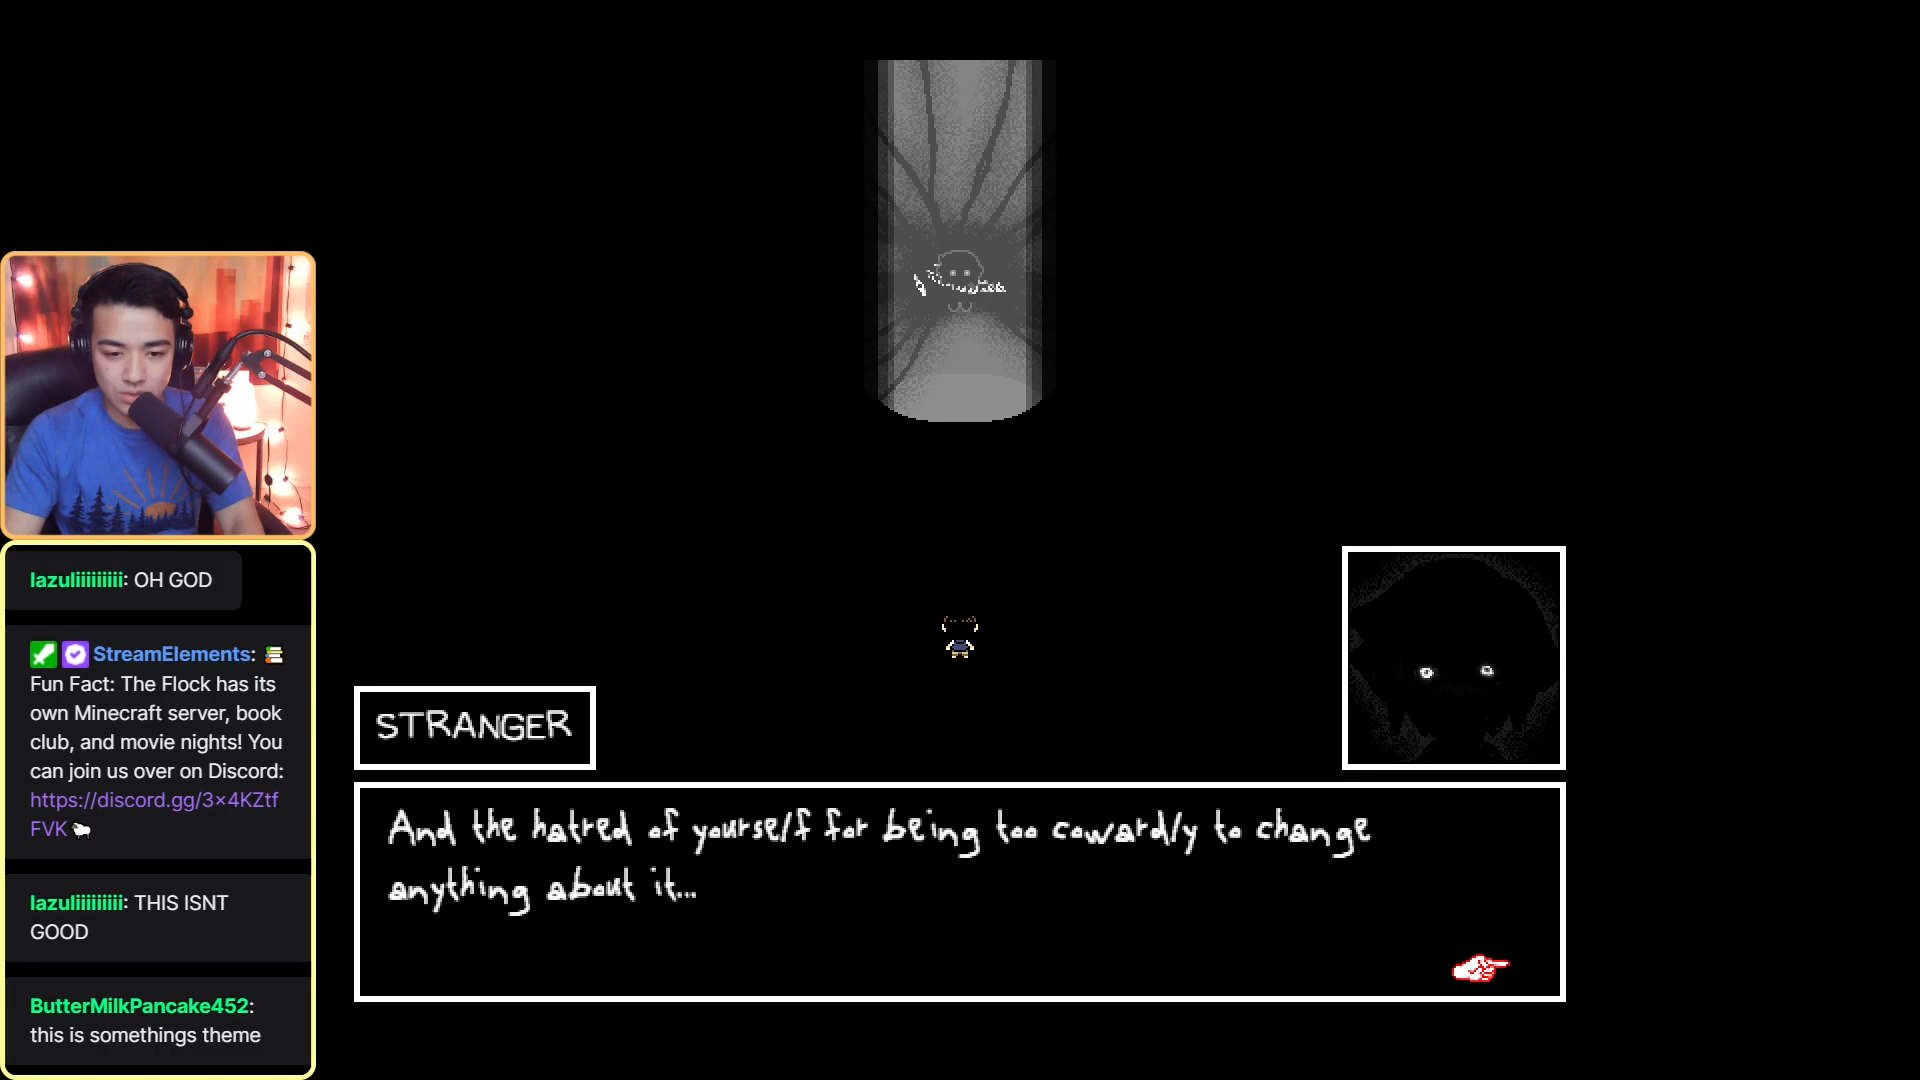 lazuliiiiiiiii: OH GOD
StreamElements:
Fun Fact: The Flock has its
own Minecraft server, book
club, and movie nights! You
can join us over on Discord:
https://discord.gg/3x4KZtf
FVK
lazuliiiiiiiii: THIS ISNT
GOOD
ButterMilkPancake452:
this is somethings theme
STRANGER
And the hatred of yourself for being too cowardly to change
anything about it...